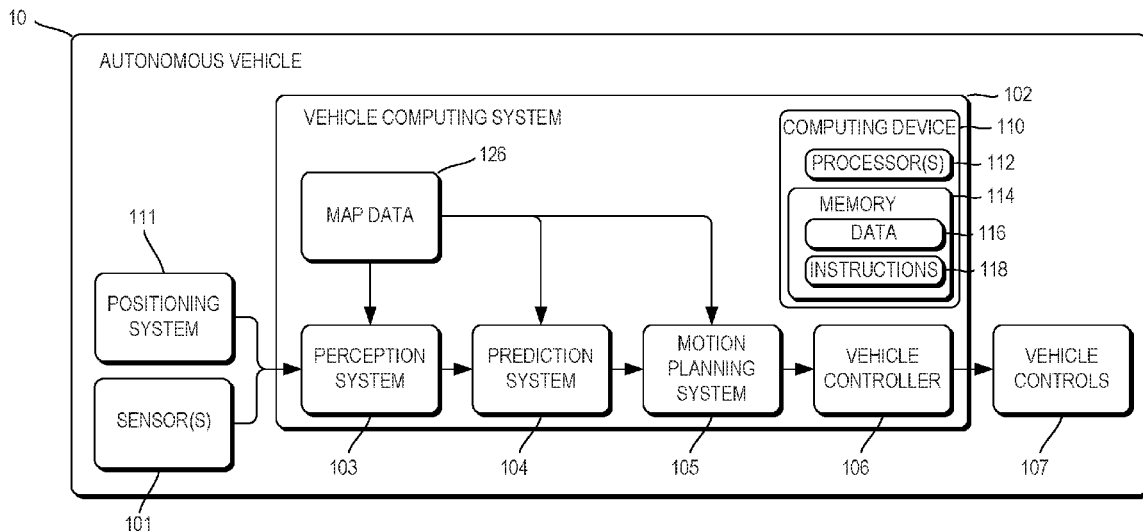 10
AUTONOMOUS VEHICLE
102
VEHICLE COMPUTING SYSTEM
COMPUTING DEVICE
110
PROCESSOR(S)
112
126
MAP DATA
MEMORY
114
DATA
116
INSTRUCTIONS
118
111
POSITIONING
SYSTEM
SENSOR(S)
101
PERCEPTION
SYSTEM
103
PREDICTION
SYSTEM
104
MOTION
PLANNING
SYSTEM
105
VEHICLE
CONTROLLER
106
VEHICLE
CONTROLS
107